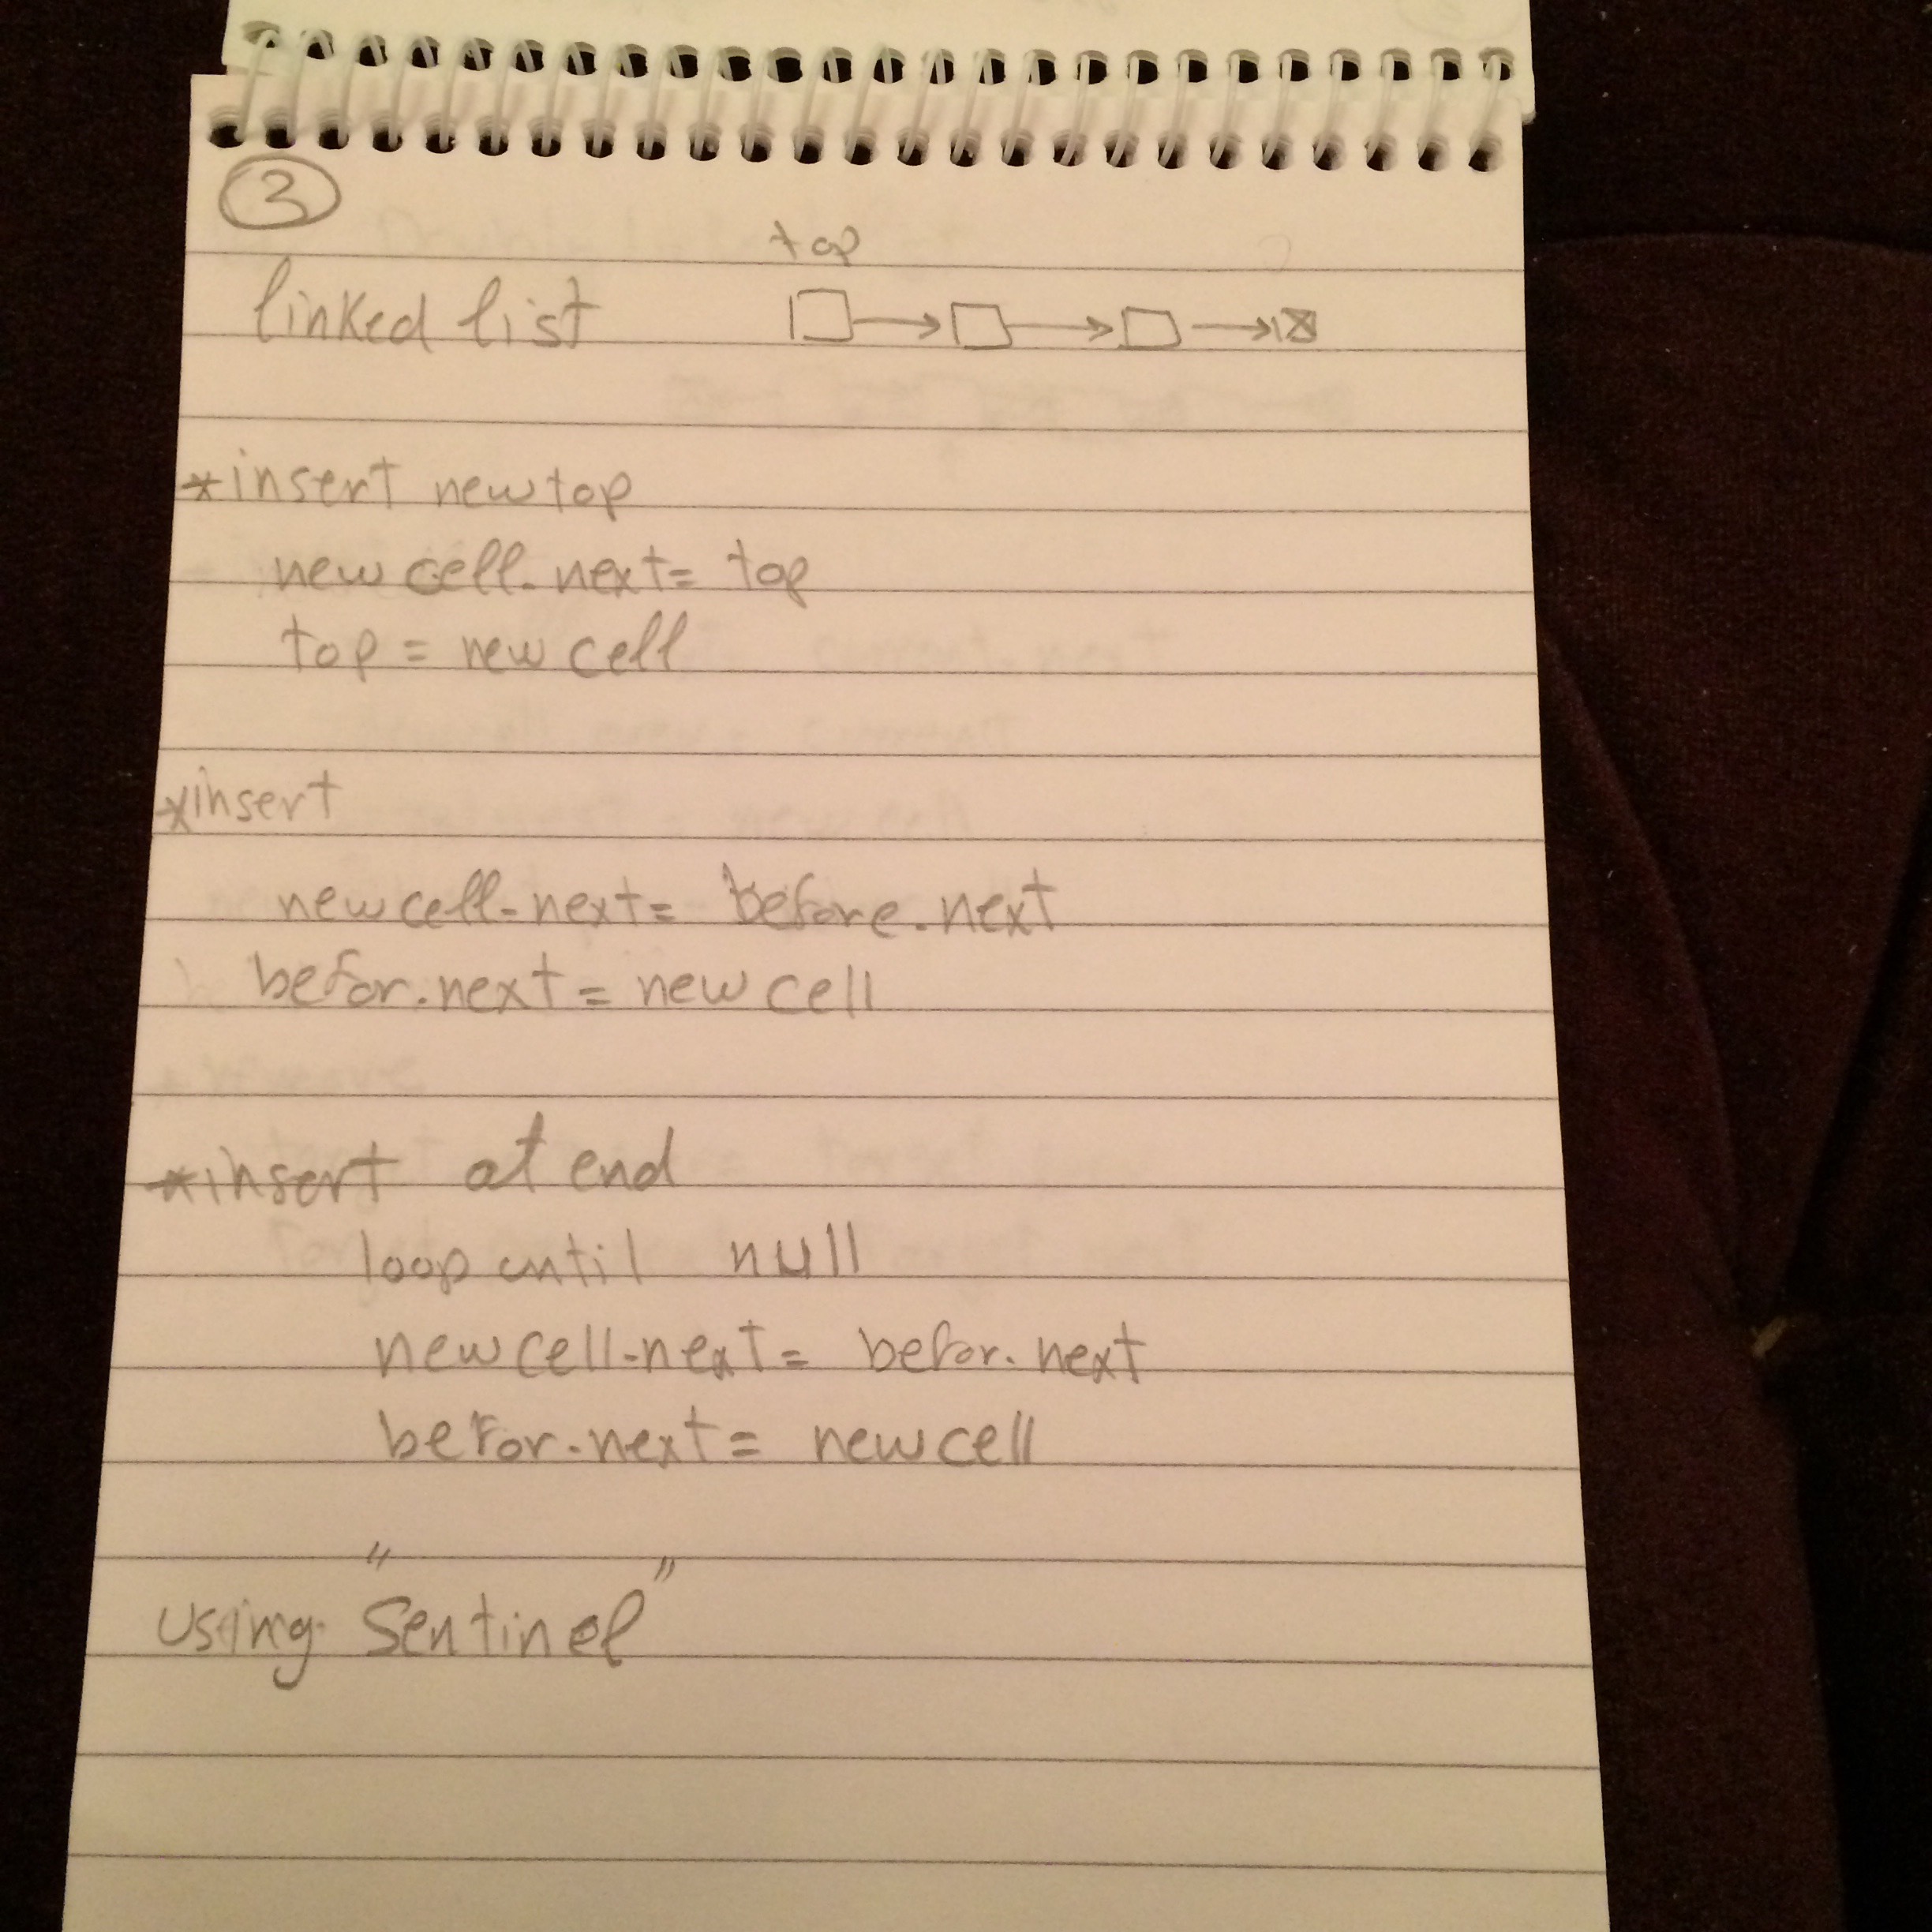 3
top
linked list
*insert new top
new cell.next= top
top = new cell
*insert
new cell.next= before.next
befor.next = new cell
*insert at end
loop until null
new cell.next= befor.next
befor.next= new cell
using "Sentinel"